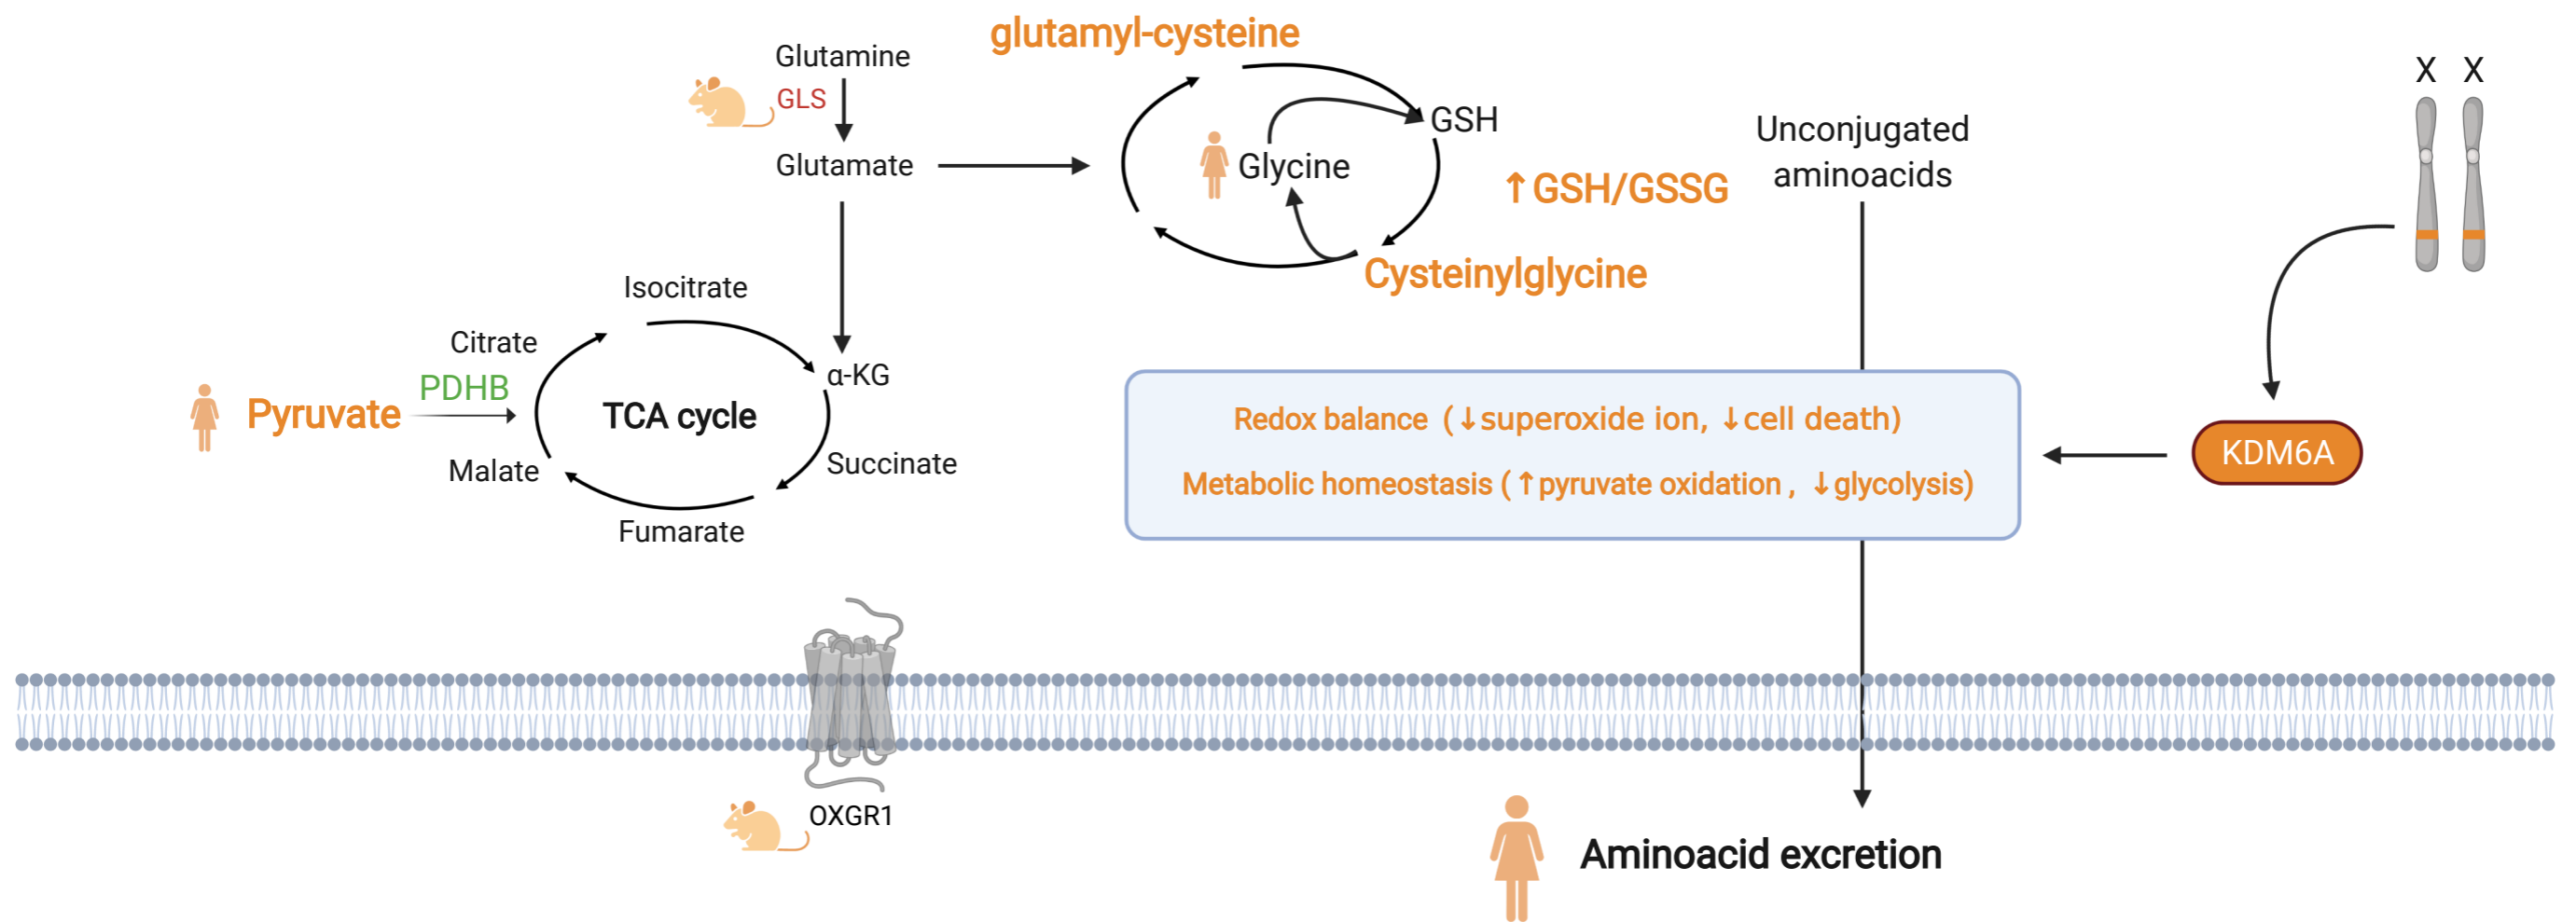 glutamyl-cysteine
Glutamine
GLS
Glutamate
GSH
Glycine
↑GSH/GSSG
Cysteinylglycine
Unconjugated
aminoacids
X X
Isocitrate
Citrate
PDHB
Pyruvate
TCA cycle
α-KG
Malate
Succinate
Fumarate
Redox balance (↓superoxide ion, ↓cell death)
Metabolic homeostasis (↑pyruvate oxidation , ↓glycolysis)
KDM6A
OXGR1
Aminoacid excretion